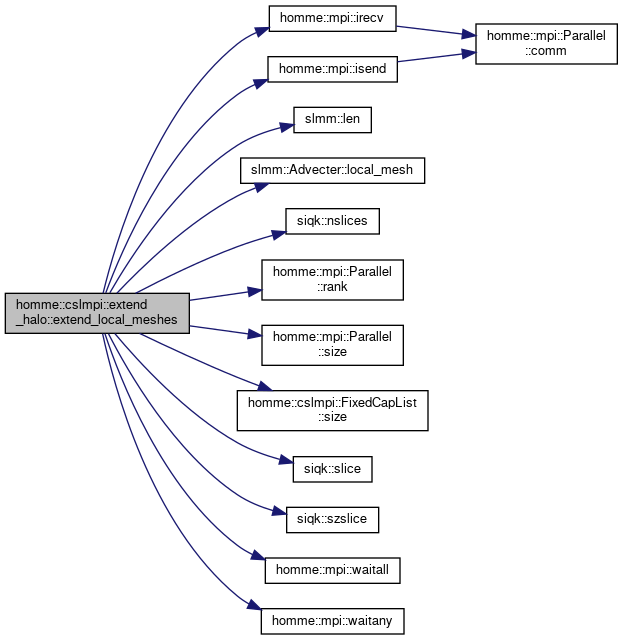 homme::mpi::irecv
homme::mpi::Parallel
::comm
homme::mpi::isend
slmm::len
slmm::Advecter::local_mesh
siqk::nslices
homme::mpi::Parallel
::rank
homme::cslmpi::extend
_halo::extend_local_meshes
homme::mpi::Parallel
::size
homme::cslmpi::FixedCapList
::size
siqk::slice
siqk::szslice
homme::mpi::waitall
homme::mpi::waitany